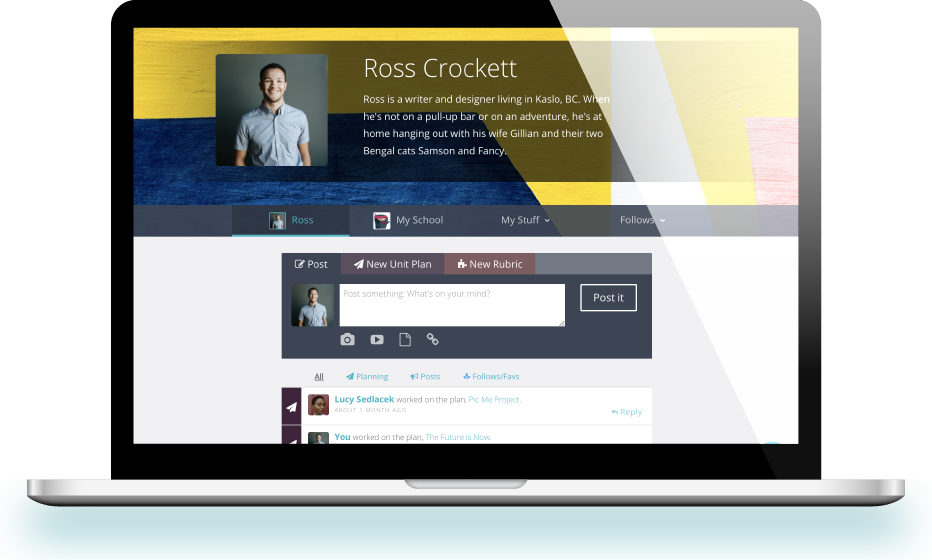 Ross Crockett
Ross is a writer and designer living in Kaslo, BC. When
he's not on a pull-up bar or on an adventure, he's at
home hanging out with his wife Gillian and their two
Bengal cats Samson and Fancy.
Ross My School My Stuff Follows
Post New Unit Plan New Rubric
Post something. What's on your mind?
Post it
All Planning Posts Follows/Favs
Lucy Sedlacek worked on the plan, Pic Me Project.
ABOUT 1 MONTH AGO
Reply
You worked on the plan, The Future is Now.